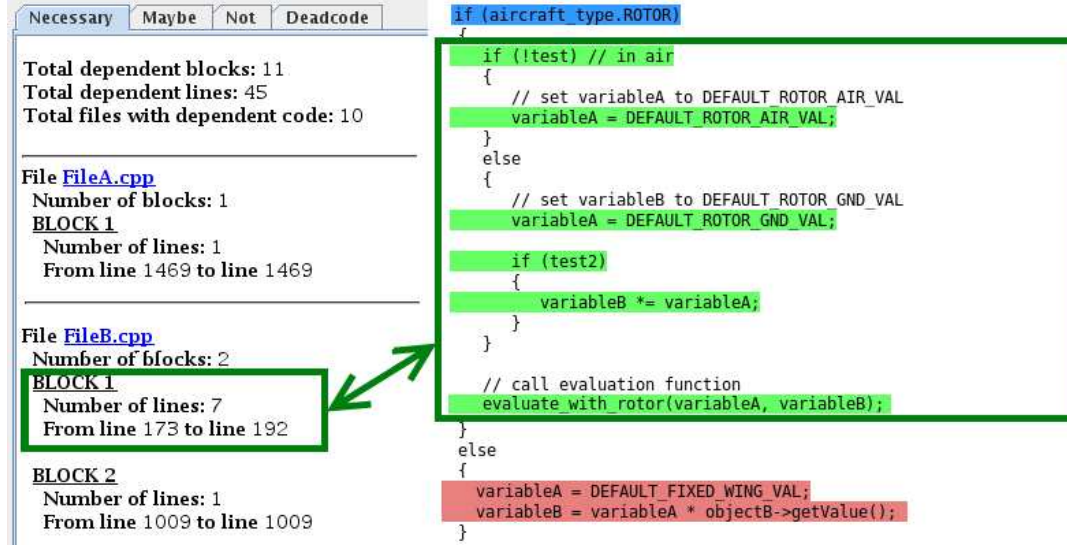 Necessary Maybe Not Deadcode
Total dependent blocks: 11
Total dependent lines: 45
Total files with dependent code: 10
File FileA.cpp
Number of blocks: 1
BLOCK 1
Number of lines: 1
From line 1469 to line 1469
File FileB.cpp
Number of blocks: 2
BLOCK 1
Number of lines: 7
From line 173 to line 192
BLOCK 2
Number of lines: 1
From line 1009 to line 1009
if (aircraft_type.ROTOR)
{
if (!test) // in air
{
// set variableA to DEFAULT_ROTOR_AIR_VAL
variableA = DEFAULT_ROTOR_AIR_VAL;
}
else
{
// set variableB to DEFAULT_ROTOR_GND_VAL
variableA = DEFAULT_ROTOR_GND_VAL;
if (test2)
{
variableB *= variableA;
}
}
// call evaluation function
evaluate_with_rotor(variableA, variableB);
}
else
{
variableA = DEFAULT_FIXED_WING_VAL;
variableB = variableA * objectB->getValue();
}